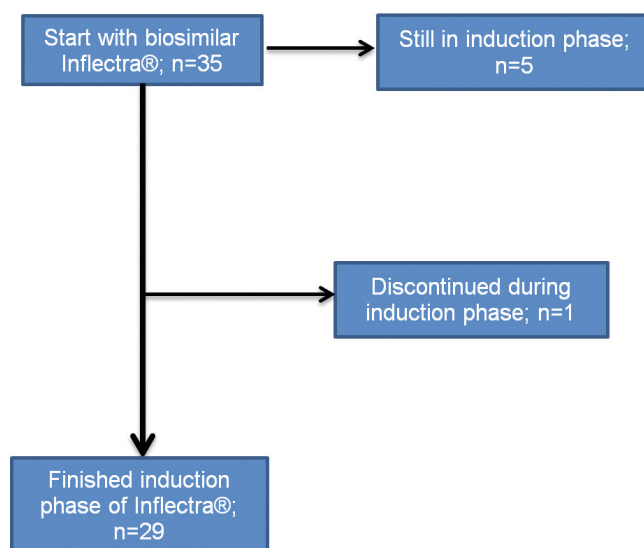 Start with biosimilar
Inflectra®; n=35
Still in induction phase;
n=5
Discontinued during
induction phase; n=1
Finished induction
phase of Inflectra®;
n=29